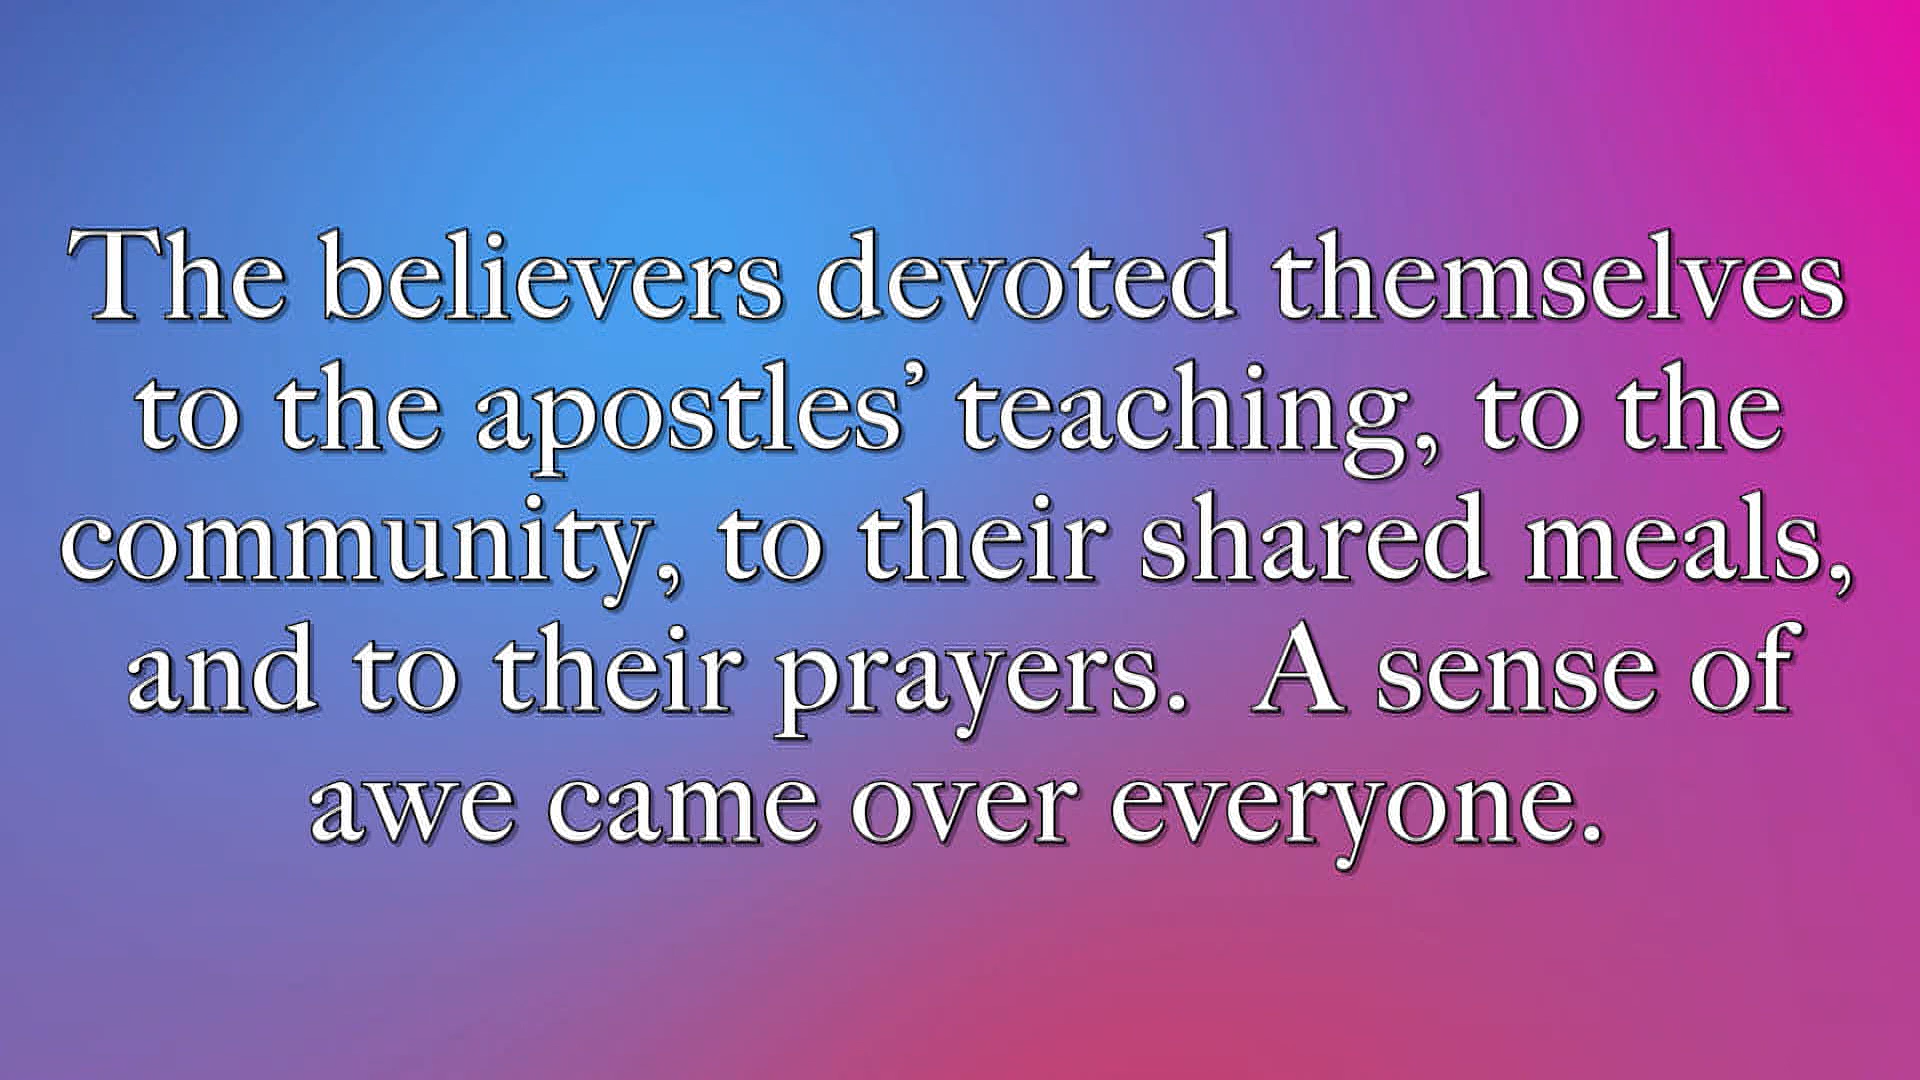 The believers devoted themselves
to the apostles’ teaching, to the
community, to their shared meals,
and to their prayers.  A sense of
awe came over everyone.